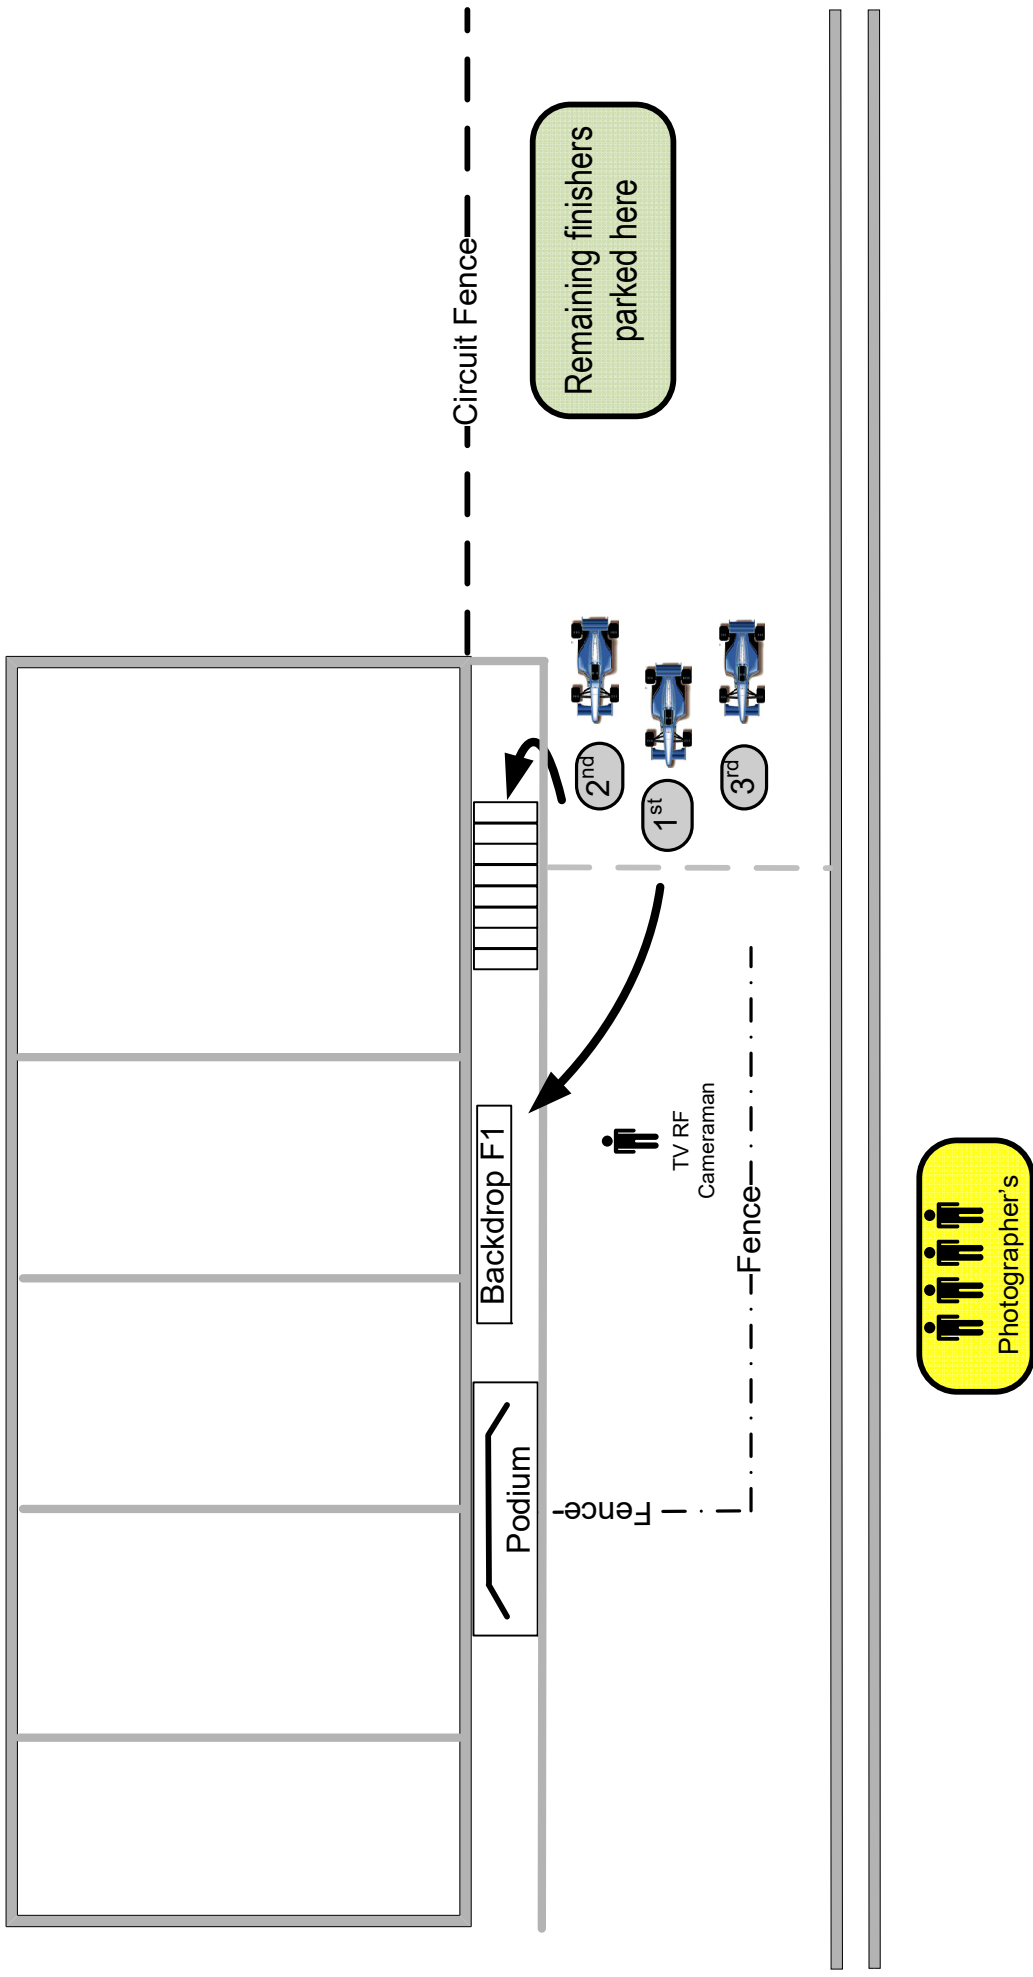 Circuit Fence
Remaining finishers
parked here
2nd
1st
3rd
Backdrop F1
TV RF
Cameraman
Fence
Podium
Fence
Photographer's